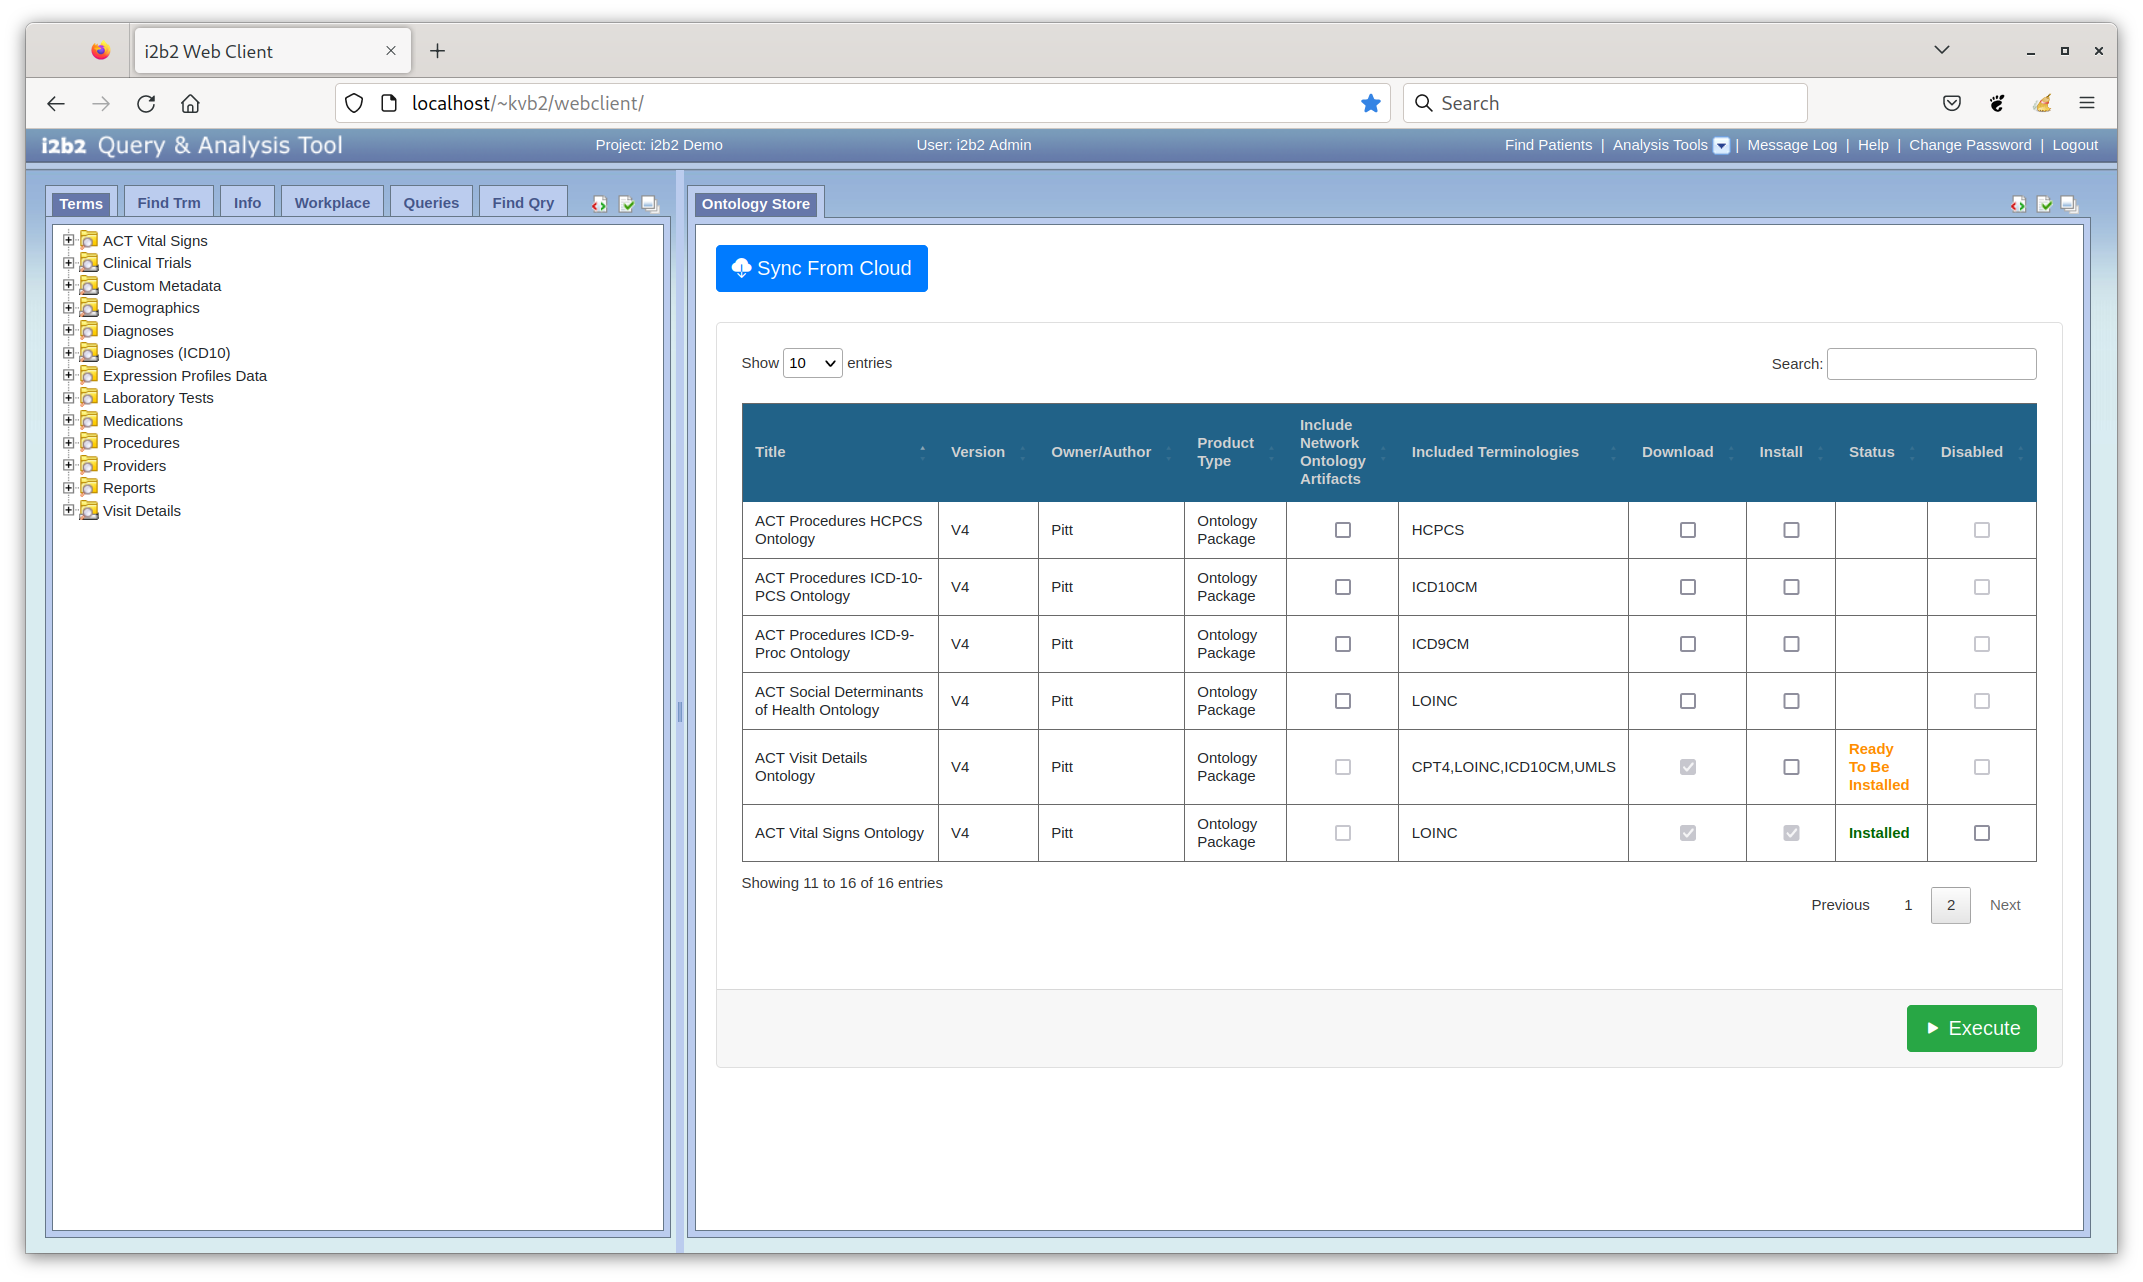 i2b2 Web Client
localhost/~kvb2/webclient/
Search
i2b2 Query & Analysis Tool
Project: i2b2 Demo
User: i2b2 Admin
Find Patients | Analysis Tools | Message Log | Help | Change Password | Logout
Terms
Find Trm
Info
Workplace
Queries
Find Qry
ACT Vital Signs
Clinical Trials
Custom Metadata
Demographics
Diagnoses
Diagnoses (ICD10)
Expression Profiles Data
Laboratory Tests
Medications
Procedures
Providers
Reports
Visit Details
Ontology Store
Sync From Cloud
Show 10 entries
Search:
Title
Version
Owner/Author
Product
Type
Include
Network
Ontology
Artifacts
Included Terminologies
Download
Install
Status
Disabled
ACT Procedures HCPCS
Ontology
V4
Pitt
Ontology
Package
HCPCS
ACT Procedures ICD-10-
PCS Ontology
V4
Pitt
Ontology
Package
ICD10CM
ACT Procedures ICD-9-
Proc Ontology
V4
Pitt
Ontology
Package
ICD9CM
ACT Social Determinants
of Health Ontology
V4
Pitt
Ontology
Package
LOINC
ACT Visit Details
Ontology
V4
Pitt
Ontology
Package
CPT4,LOINC,ICD10CM,UMLS
Ready
To Be
Installed
ACT Vital Signs Ontology
V4
Pitt
Ontology
Package
LOINC
Installed
Showing 11 to 16 of 16 entries
Previous 1 2 Next
Execute